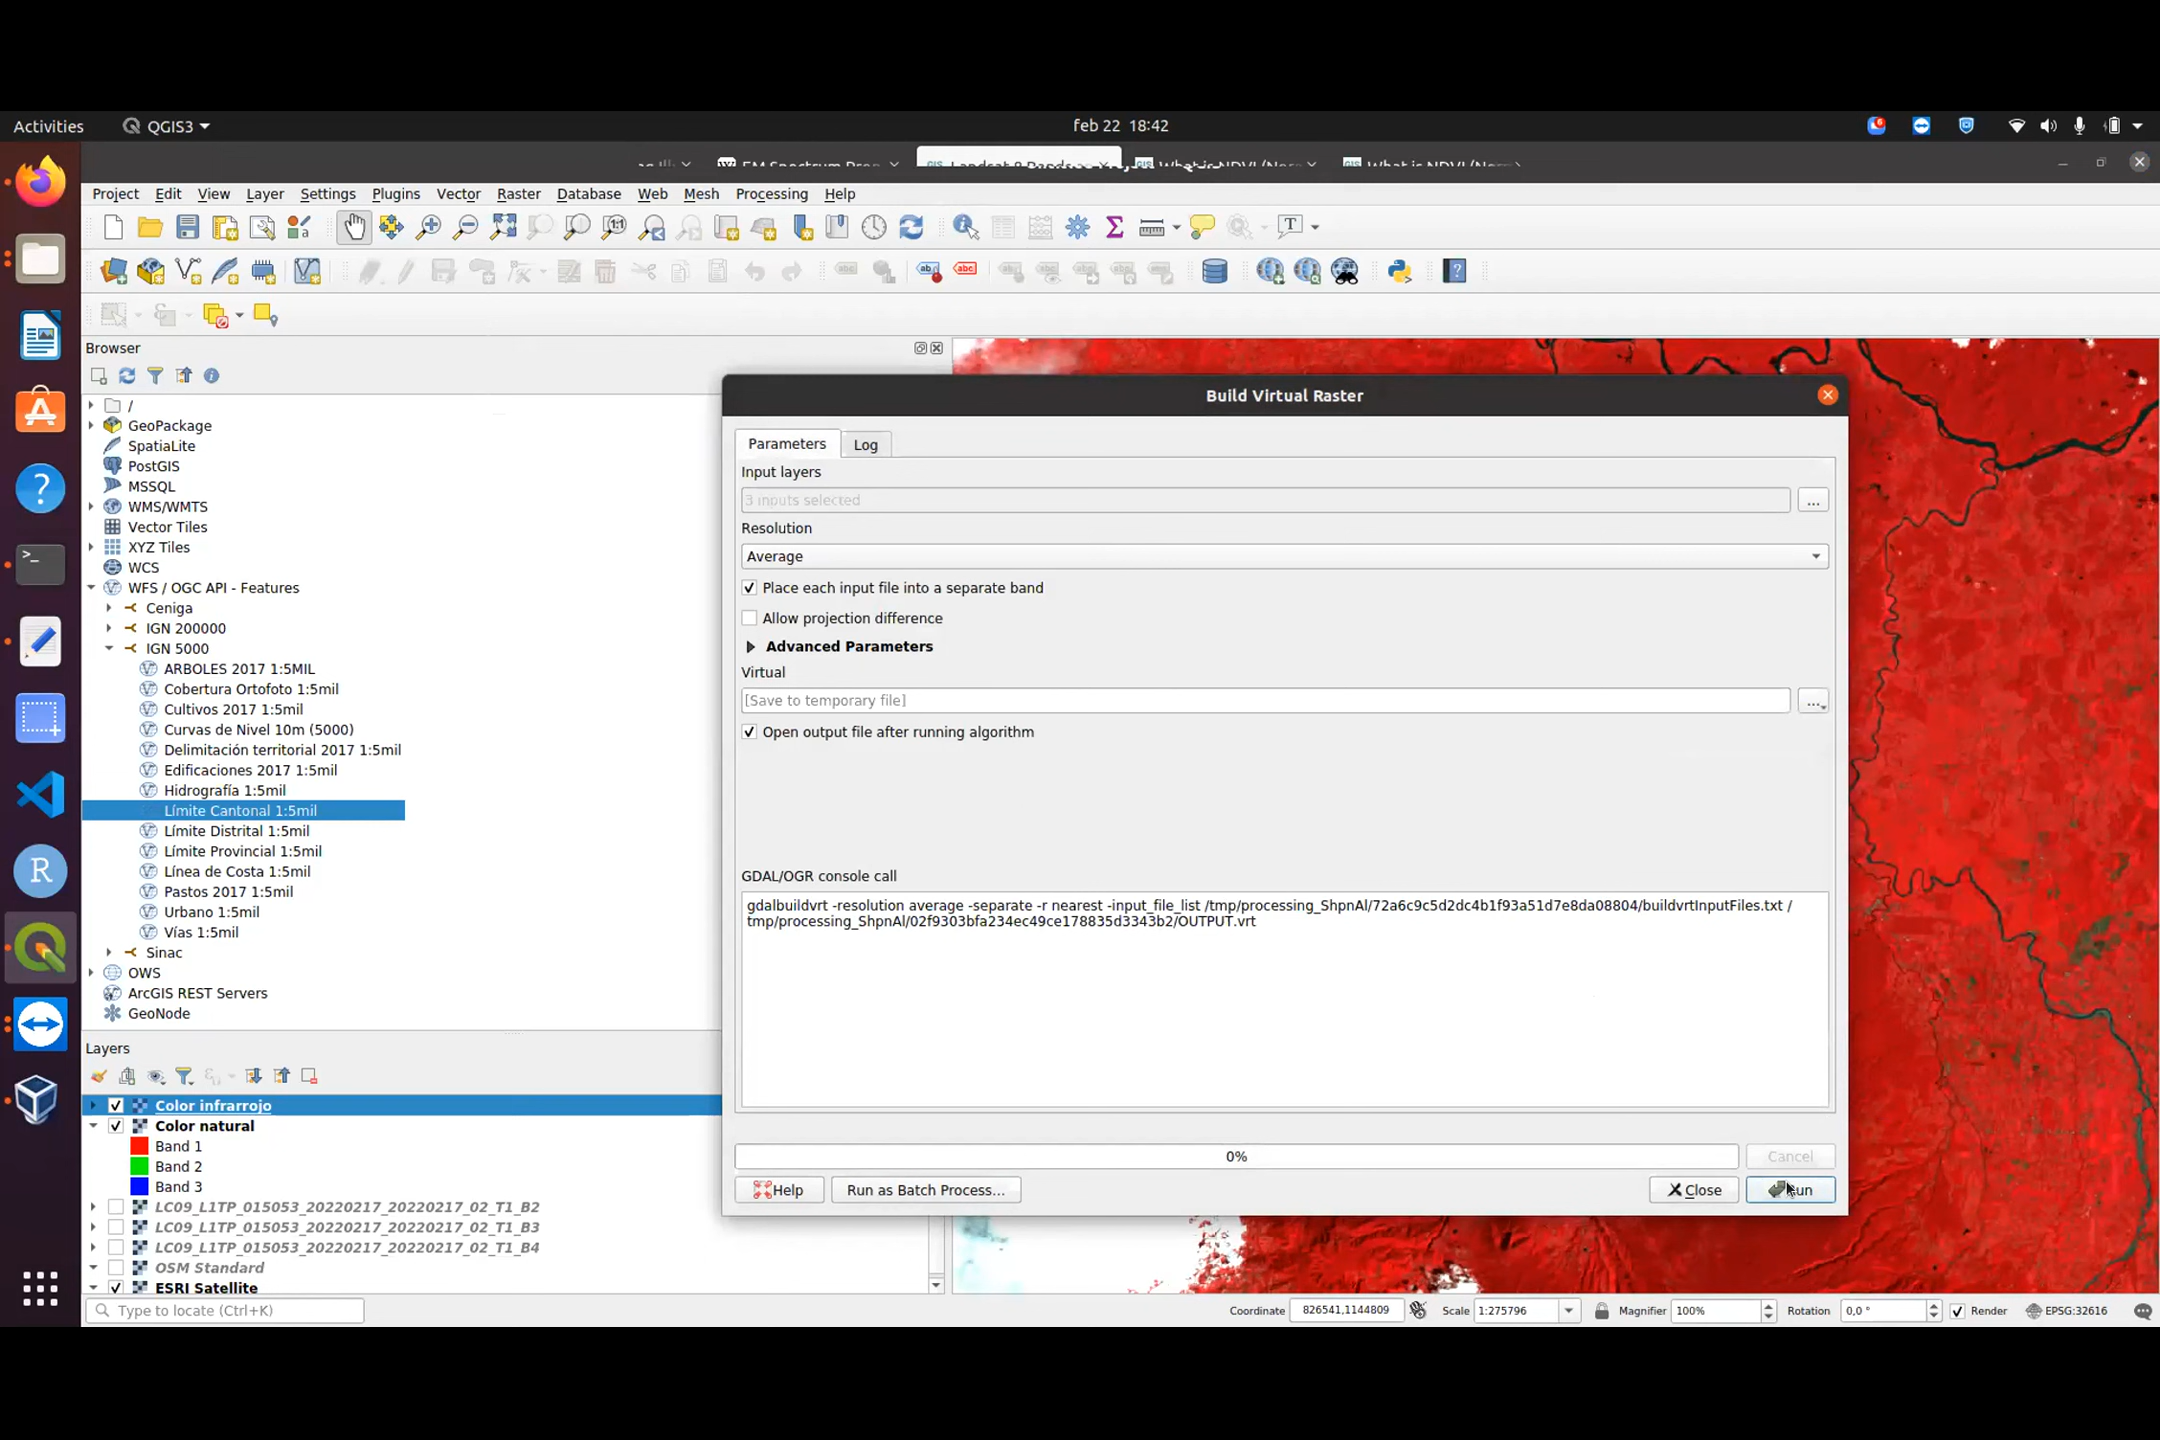 Activities
QGIS3
feb 22 18:42
Project Edit View Layer Settings Plugins Vector Raster Database Web Mesh Processing Help
Browser
/
GeoPackage
SpatiaLite
PostGIS
MSSQL
WMS/WMTS
Vector Tiles
XYZ Tiles
WCS
WFS / OGC API - Features
Ceniga
IGN 200000
IGN 5000
ARBOLES 2017 1:5MIL
Cobertura Ortofoto 1:5mil
Cultivos 2017 1:5mil
Curvas de Nivel 10m (5000)
Delimitación territorial 2017 1:5mil
Edificaciones 2017 1:5mil
Hidrografía 1:5mil
Límite Cantonal 1:5mil
Límite Distrital 1:5mil
Límite Provincial 1:5mil
Línea de Costa 1:5mil
Pastos 2017 1:5mil
Urbano 1:5mil
Vías 1:5mil
Sinac
OWS
ArcGIS REST Servers
GeoNode
Layers
Color infrarrojo
Color natural
Band 1
Band 2
Band 3
LC09_L1TP_015053_20220217_20220217_02_T1_B2
LC09_L1TP_015053_20220217_20220217_02_T1_B3
LC09_L1TP_015053_20220217_20220217_02_T1_B4
OSM Standard
ESRI Satellite
Build Virtual Raster
Parameters Log
Input layers
3 inputs selected
...
Resolution
Average
Place each input file into a separate band
Allow projection difference
Advanced Parameters
Virtual
[Save to temporary file]
...
Open output file after running algorithm
GDAL/OGR console call
gdalbuildvrt -resolution average -separate -r nearest -input_file_list /tmp/processing_ShpnAl/72a6c9c5d2dc4b1f93a51d7e8da08804/buildvrtInputFiles.txt /
tmp/processing_ShpnAl/02f9303bfa234ec49ce178835d3343b2/OUTPUT.vrt
0%
Cancel
Help
Run as Batch Process...
Close
Type to locate (Ctrl+K)
Coordinate 826541,1144809 Scale 1:275796 Magnifier 100% Rotation 0,0 ° Render EPSG:32616